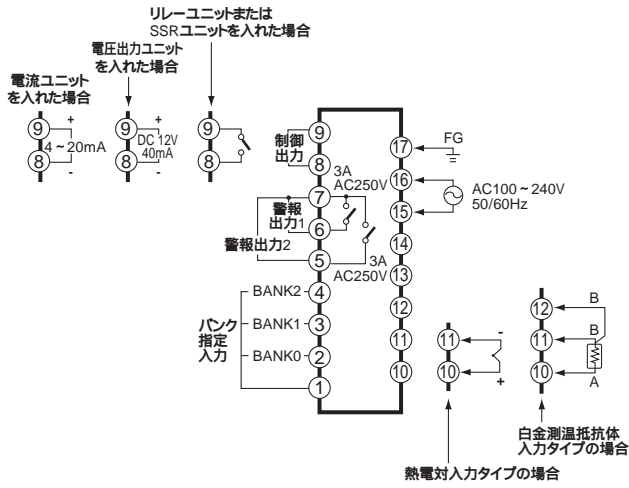 リレーユニットまたは
SSRユニットを入れた場合
電圧出力ユニット
を入れた場合
電流ユニット
を入れた場合
9
+
4~20mA
8
-
9
+
DC 12V
40mA
8
-
9
8
制御
出力
9
8
3A
AC250V
7
警報
出力1
6
警報出力2
5
3A
AC250V
バンク
指定
入力
BANK2
4
BANK1
3
BANK0
2
1
17
FG
16
AC100~240V
50/60Hz
15
14
13
12
11
10
11
-
10
+
12
B
11
B
10
A
白金測温抵抗体
入力タイプの場合
熱電対入力タイプの場合